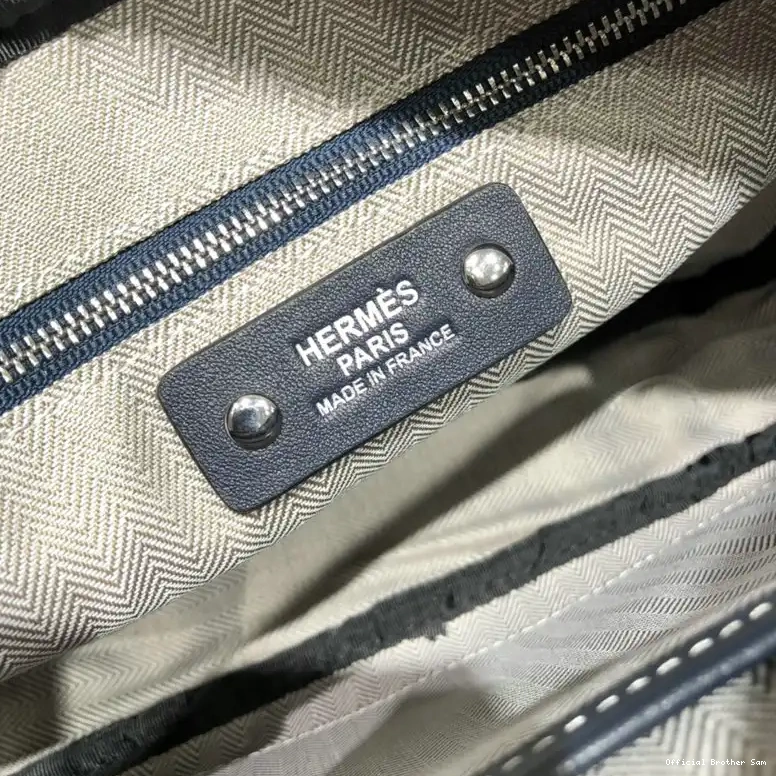 HERMÈS
PARIS
MADE IN FRANCE
Official Brother Sam